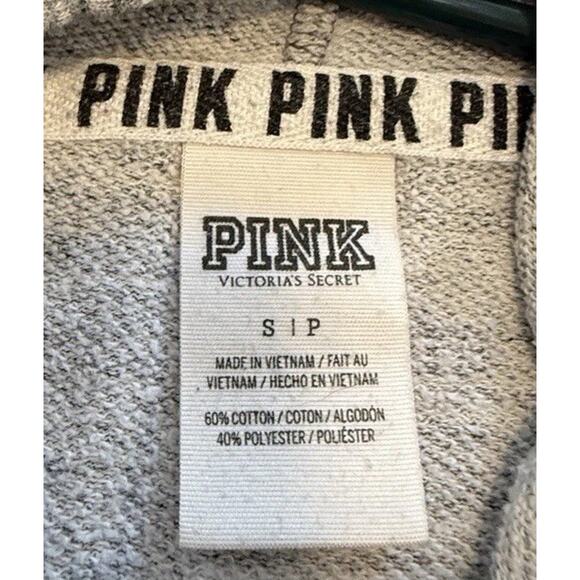 PINK PINK PI
PINK
VICTORIA'S SECRET
S | P
MADE IN VIETNAM / FAIT AU
VIETNAM / HECHO EN VIETNAM
60% COTTON / COTON / ALGODÓN
40% POLYESTER / POLIÉSTER